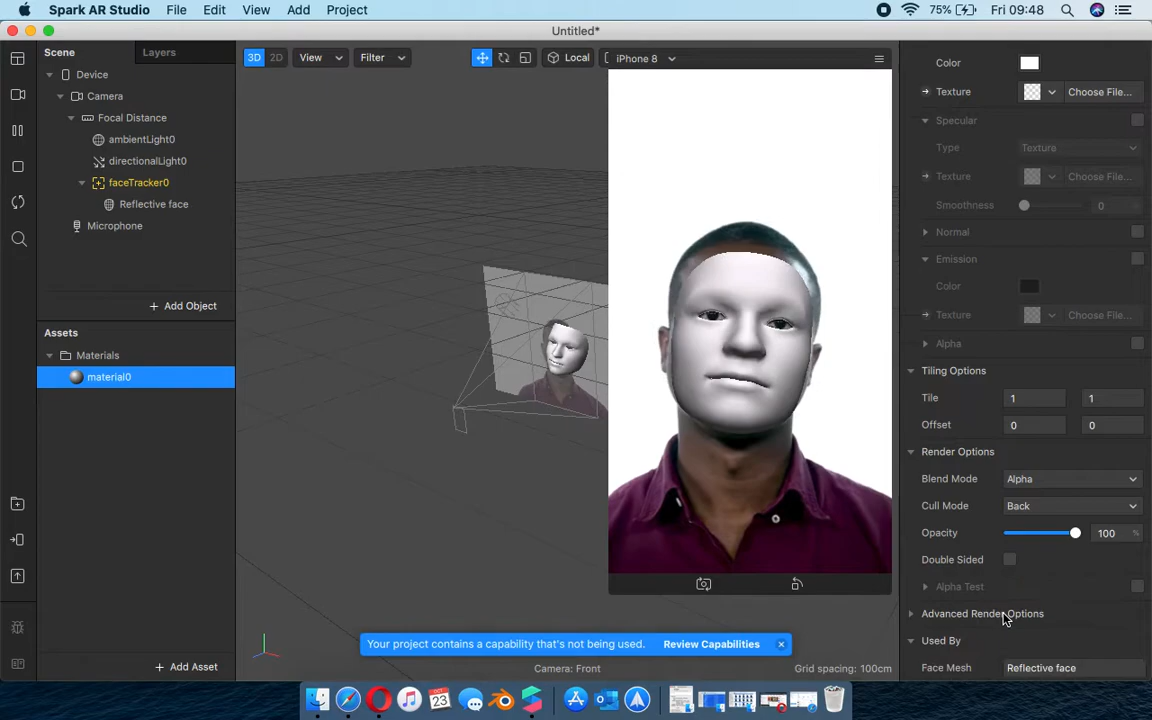 Spark AR Studio File Edit View Add Project 75% Fri 09:48
Untitled*
Scene Layers
Device
Camera
Focal Distance
ambientLight0
directionalLight0
faceTracker0
Reflective face
Microphone
+ Add Object
Assets
Materials
material0
+ Add Asset
3D 2D View Filter Local iPhone 8
Your project contains a capability that's not being used. Review Capabilities
Camera: Front Grid spacing: 100cm
Color
Texture Choose File...
Specular
Type Texture
Texture Choose File...
Smoothness 0
Normal
Emission
Color
Texture Choose File...
Alpha
Tiling Options
Tile 1 1
Offset 0 0
Render Options
Blend Mode Alpha
Cull Mode Back
Opacity 100 %
Double Sided
Alpha Test
Advanced Render Options
Used By
Face Mesh Reflective face
OCT
23